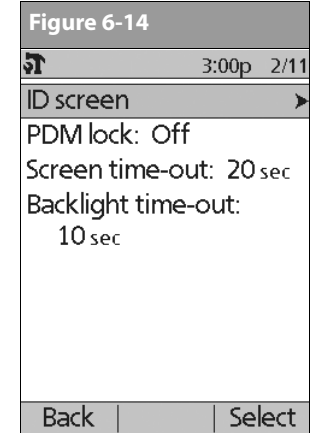 Figure 6-14
3:00p 2/11
ID screen
PDM lock: Off
Screen time-out: 20 sec
Backlight time-out:
10 sec
Back Select